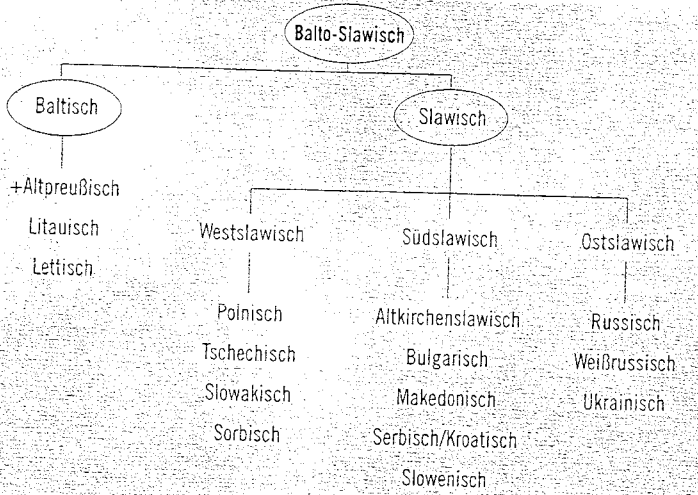 Balto-Slawisch
Baltisch
Slawisch
+Altpreußisch
Litauisch
Lettisch
Westslawisch
Südslawisch
Ostslawisch
Polnisch
Tschechisch
Slowakisch
Sorbisch
Altkirchenslawisch
Bulgarisch
Makedonisch
Serbisch/Kroatisch
Slowenisch
Russisch
Weißrussisch
Ukrainisch